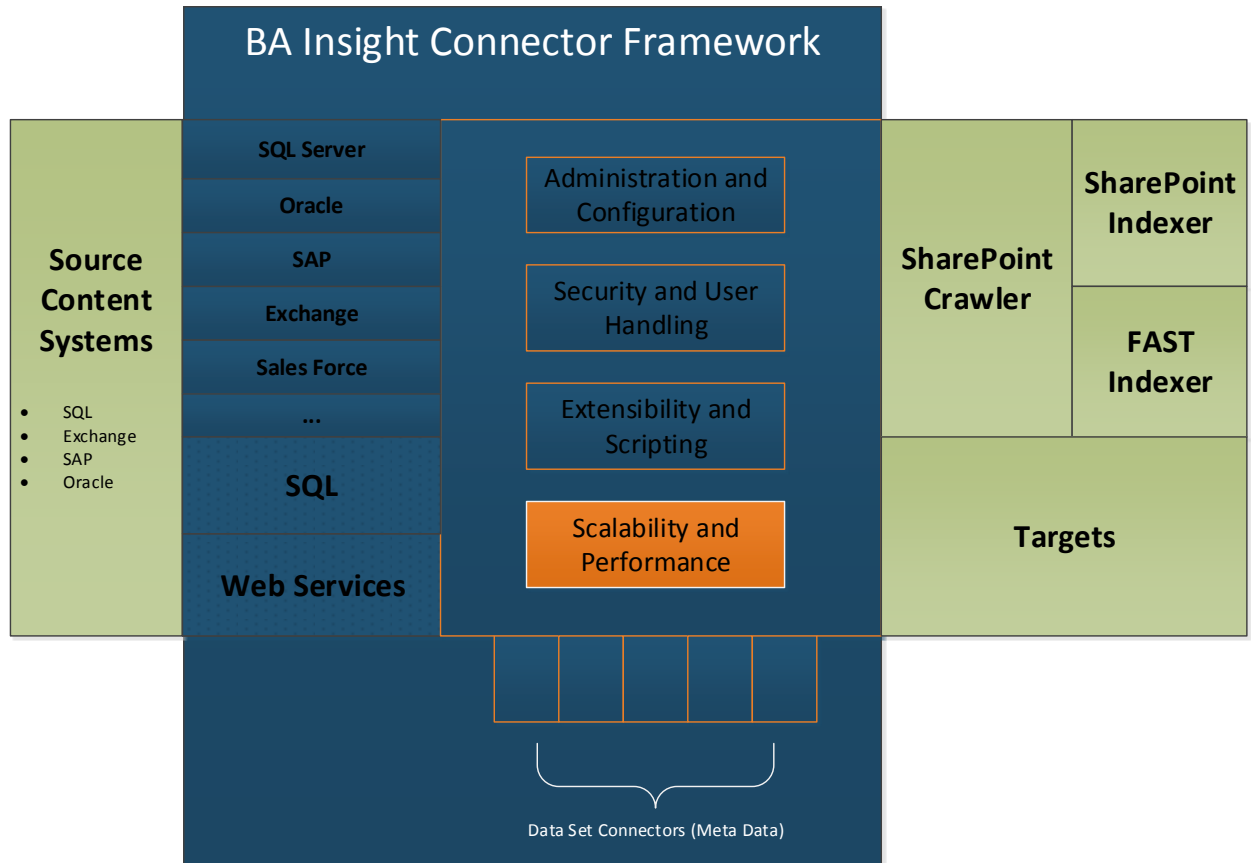 BA Insight Connector Framework
Source
Content
Systems
• SQL
• Exchange
• SAP
• Oracle
SQL Server
Oracle
SAP
Exchange
Sales Force
...
SQL
Web Services
Administration and
Configuration
Security and User
Handling
Extensibility and
Scripting
Scalability and
Performance
Data Set Connectors (Meta Data)
SharePoint
Crawler
SharePoint
Indexer
FAST
Indexer
Targets